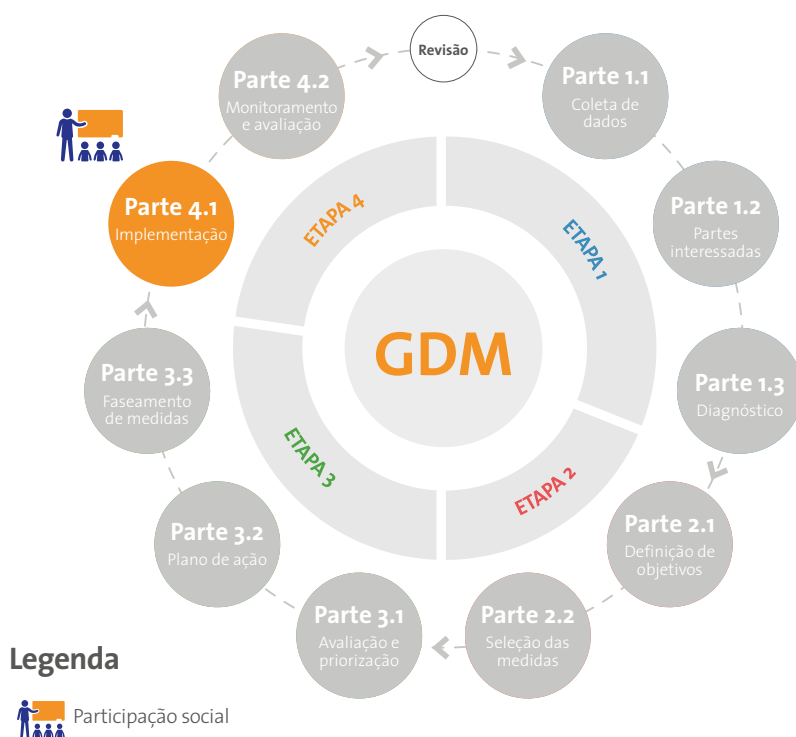 Revisão
Parte 1.1
Coleta de
dados
Parte 1.2
Partes
interessadas
Parte 1.3
Diagnóstico
Parte 2.1
Definição de
objetivos
Parte 2.2
Seleção das
medidas
Parte 3.1
Avaliação e
priorização
Parte 3.2
Plano de ação
Parte 3.3
Faseamento
de medidas
Parte 4.1
Implementação
Parte 4.2
Monitoramento
e avaliação
ETAPA 1
ETAPA 2
ETAPA 3
ETAPA 4
GDM
Legenda
Participação social